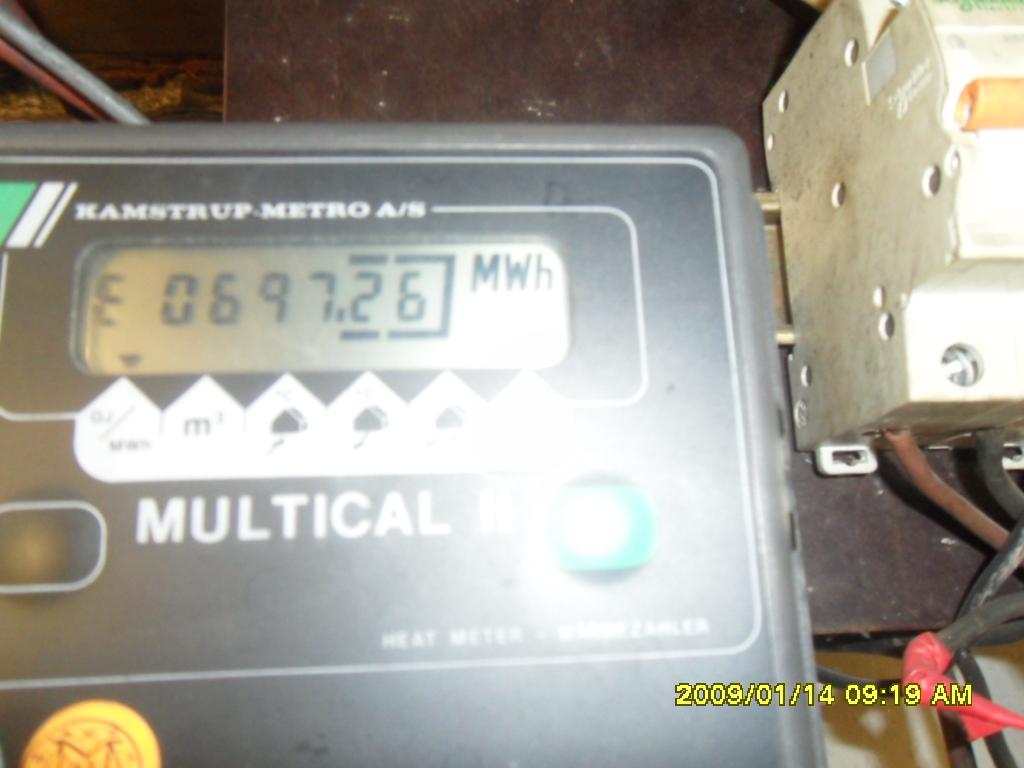 KAMSTRUP-METRO A/S
E 0697.26 MWh
GJ/MWh m³ °C °C
MULTICAL II
HEAT METER - WÄRMEZÄHLER
2009/01/14 09:19 AM